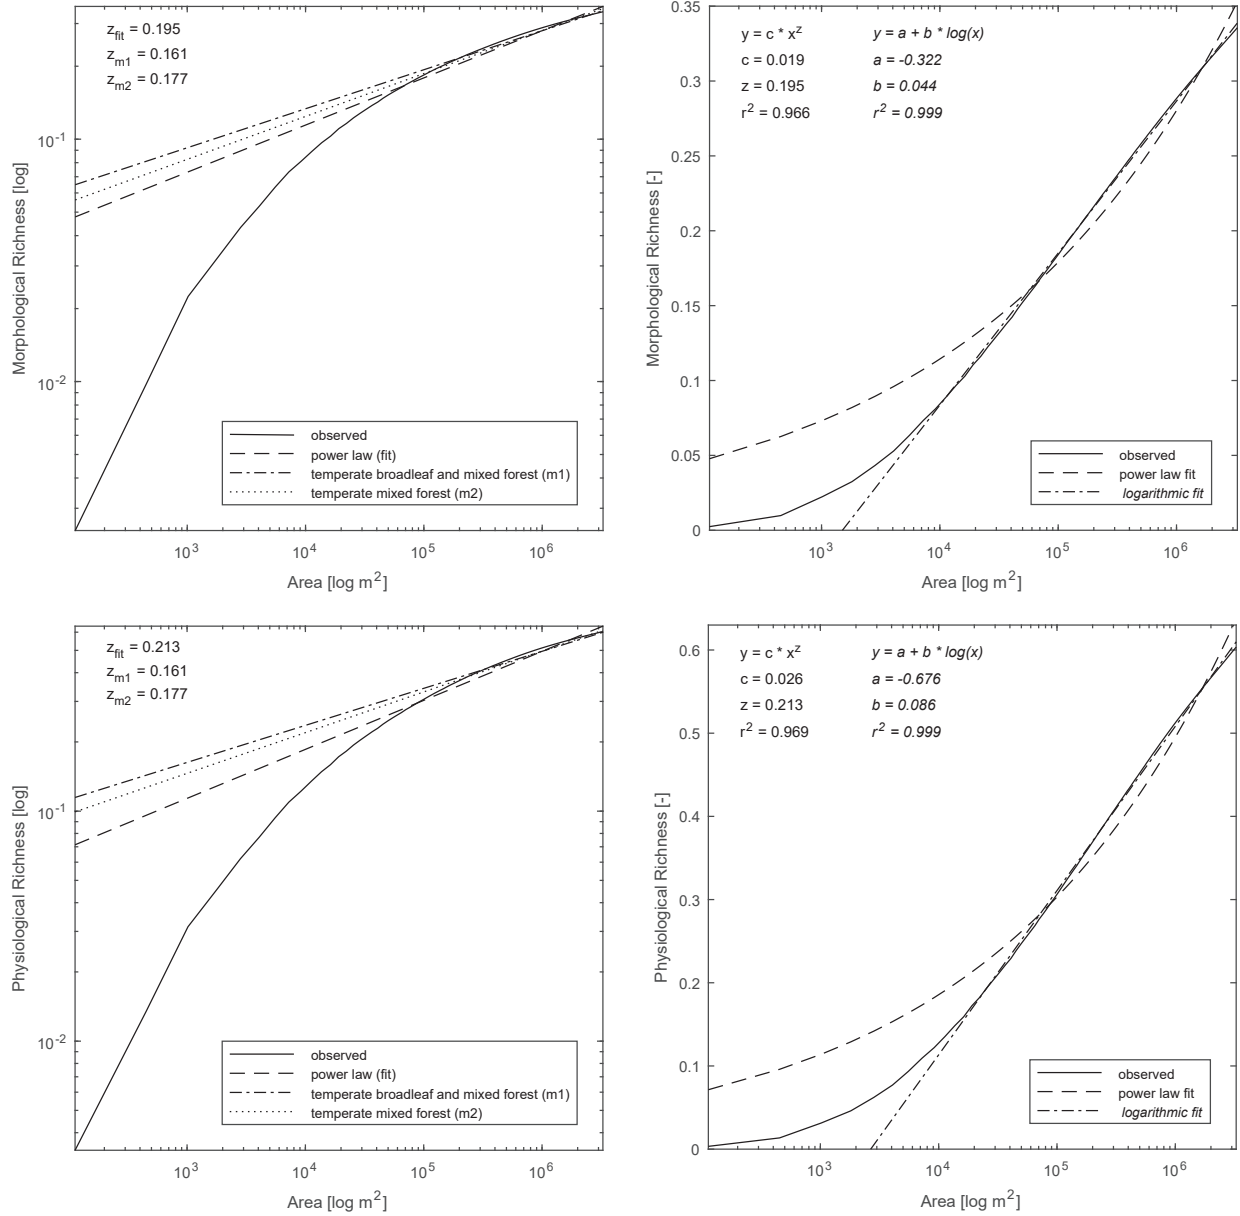 z_fit = 0.195
z_m1 = 0.161
z_m2 = 0.177
10^-1
10^-2
Morphological Richness [log]
observed
power law (fit)
temperate broadleaf and mixed forest (m1)
temperate mixed forest (m2)
10^3 10^4 10^5 10^6
Area [log m^2]
y = c * x^z y = a + b * log(x)
c = 0.019 a = -0.322
z = 0.195 b = 0.044
r^2 = 0.966 r^2 = 0.999
0.35
0.3
0.25
0.2
0.15
0.1
0.05
0
Morphological Richness [-]
observed
power law fit
logarithmic fit
10^3 10^4 10^5 10^6
Area [log m^2]
z_fit = 0.213
z_m1 = 0.161
z_m2 = 0.177
10^-1
10^-2
Physiological Richness [log]
observed
power law (fit)
temperate broadleaf and mixed forest (m1)
temperate mixed forest (m2)
10^3 10^4 10^5 10^6
Area [log m^2]
y = c * x^z y = a + b * log(x)
c = 0.026 a = -0.676
z = 0.213 b = 0.086
r^2 = 0.969 r^2 = 0.999
0.6
0.5
0.4
0.3
0.2
0.1
0
Physiological Richness [-]
observed
power law fit
logarithmic fit
10^3 10^4 10^5 10^6
Area [log m^2]